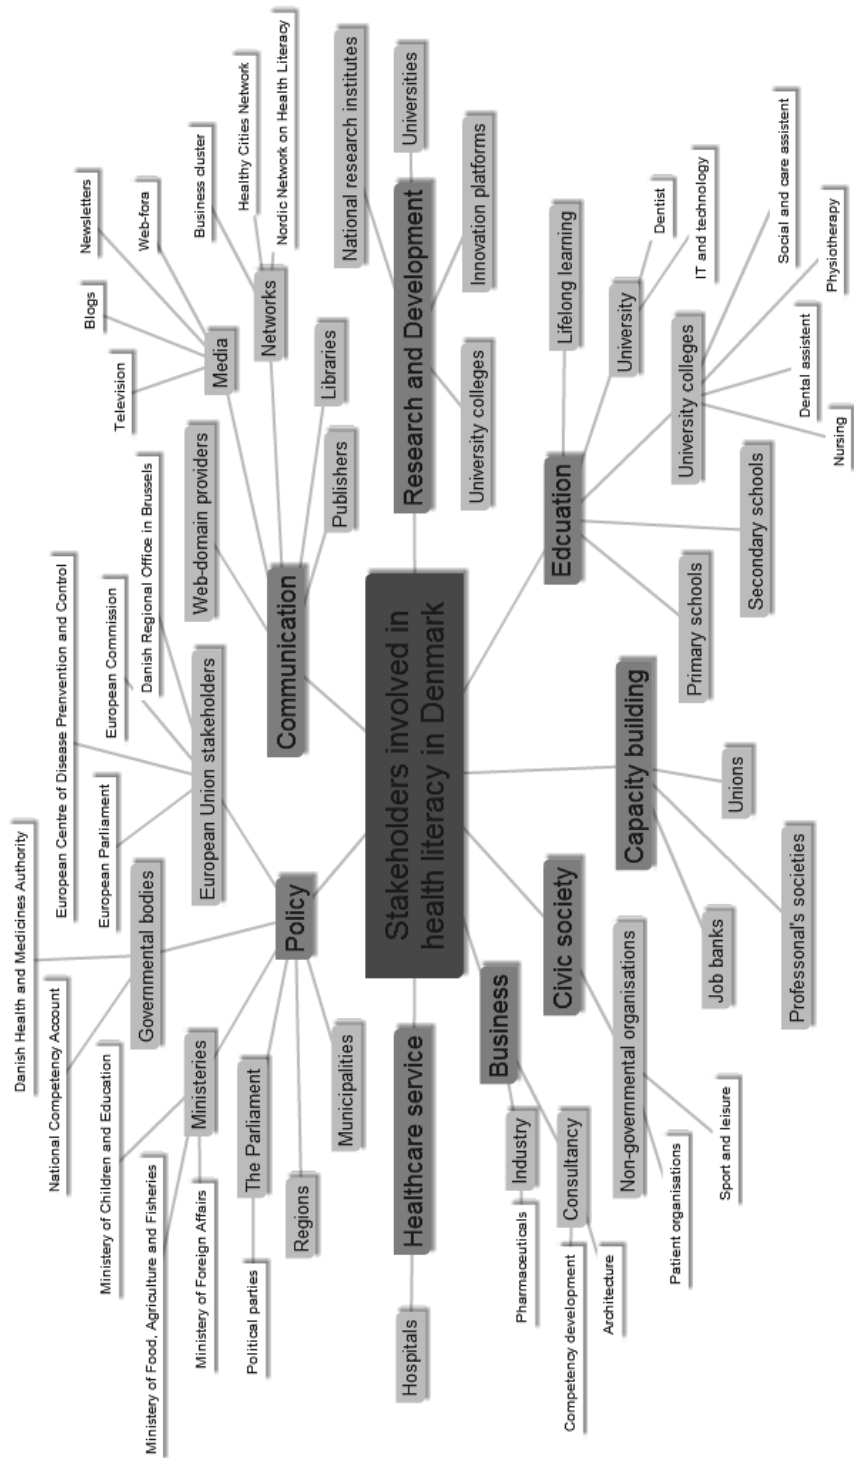 Stakeholders involved in
health literacy in Denmark
Policy
Governmental bodies
Danish Health and Medicines Authority
National Competency Account
Ministeries
Ministery of Children and Education
Ministery of Food, Agriculture and Fisheries
Ministery of Foreign Affairs
The Parliament
Political parties
Regions
Municipalities
European Union stakeholders
European Parliament
European Centre of Disease Prenvention and Control
European Commission
Danish Regional Office in Brussels
Communication
Web-domain providers
Media
Television
Blogs
Newsletters
Web-fora
Networks
Business cluster
Healthy Cities Network
Nordic Network on Health Literacy
Libraries
Publishers
Research and Development
National research institutes
Universities
Innovation platforms
University colleges
Edcuation
Lifelong learning
University
Dentist
IT and technology
University colleges
Social and care assistent
Physiotherapy
Dental assistent
Nursing
Secondary schools
Primary schools
Capacity building
Unions
Professonal's societies
Job banks
Civic society
Non-governmental organisations
Patient organisations
Sport and leisure
Business
Industry
Pharmaceuticals
Consultancy
Competency development
Architecture
Healthcare service
Hospitals